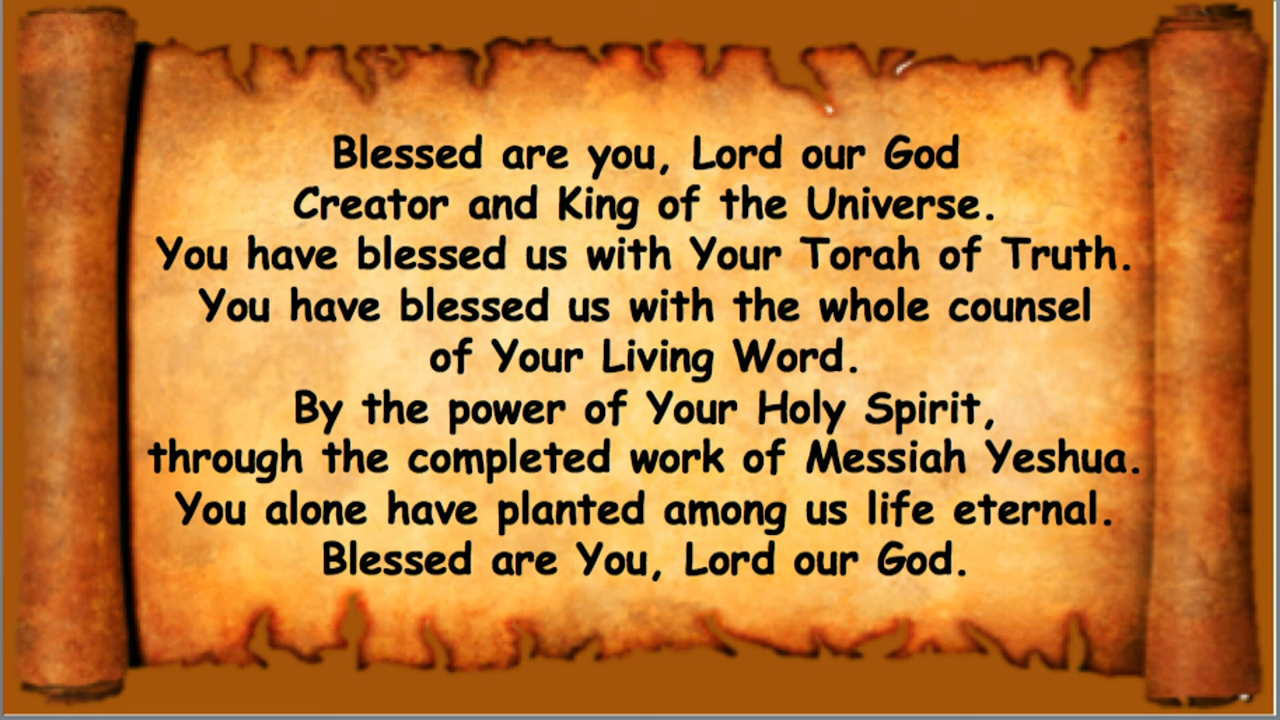 Blessed are you, Lord our God
Creator and King of the Universe.
You have blessed us with Your Torah of Truth.
You have blessed us with the whole counsel
of Your Living Word.
By the power of Your Holy Spirit,
through the completed work of Messiah Yeshua.
You alone have planted among us life eternal.
Blessed are You, Lord our God.